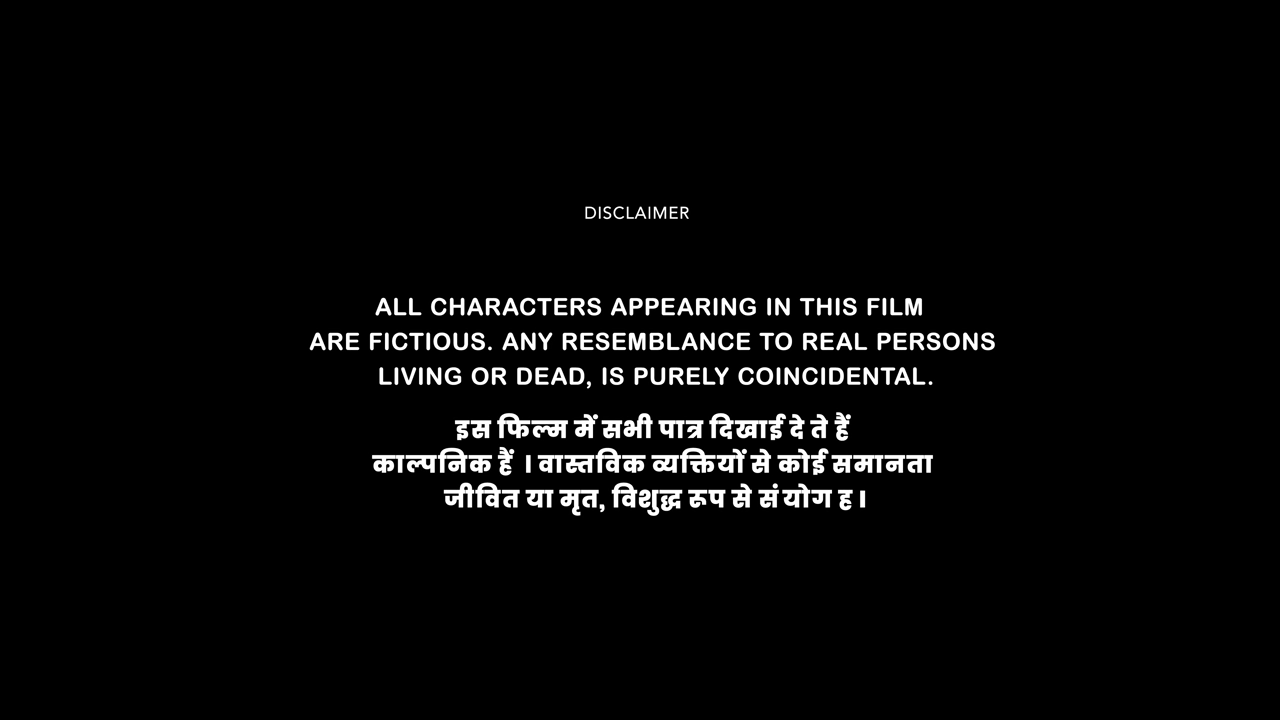 DISCLAIMER
ALL CHARACTERS APPEARING IN THIS FILM
ARE FICTIOUS. ANY RESEMBLANCE TO REAL PERSONS
LIVING OR DEAD, IS PURELY COINCIDENTAL.
इस फिल्म में सभी पात्र दिखाई दे ते हैं
काल्पनिक हैं । वास्तविक व्यक्तियों से कोई समानता
जीवित या मृत, विशुद्ध रूप से सं योग ह ।